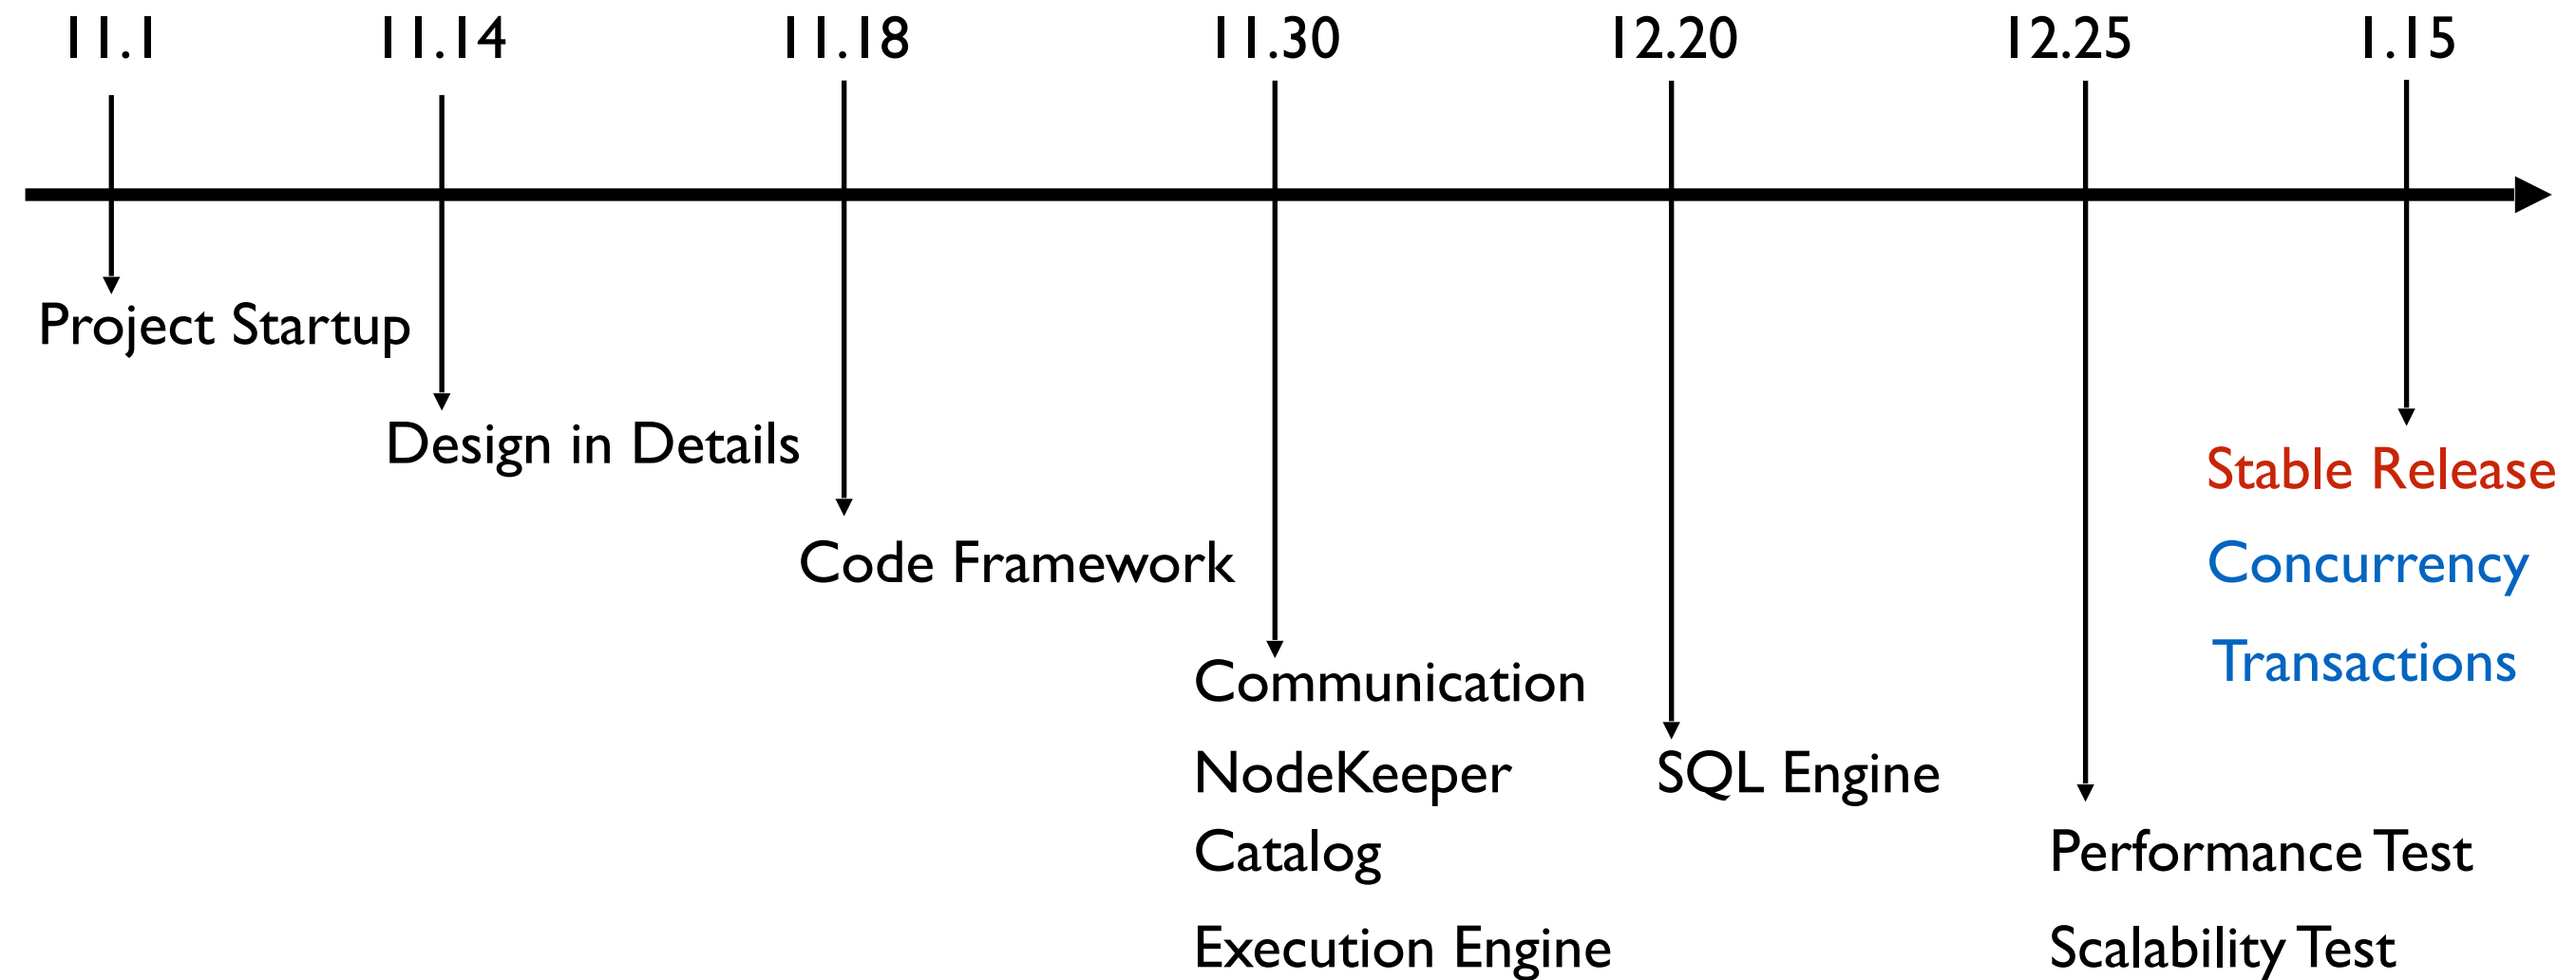 11.1 11.14 11.18 11.30 12.20 12.25 1.15
Project Startup
Design in Details
Stable Release
Code Framework
Concurrency
Transactions
Communication
NodeKeeper
SQL Engine
Catalog
Performance Test
Execution Engine
Scalability Test